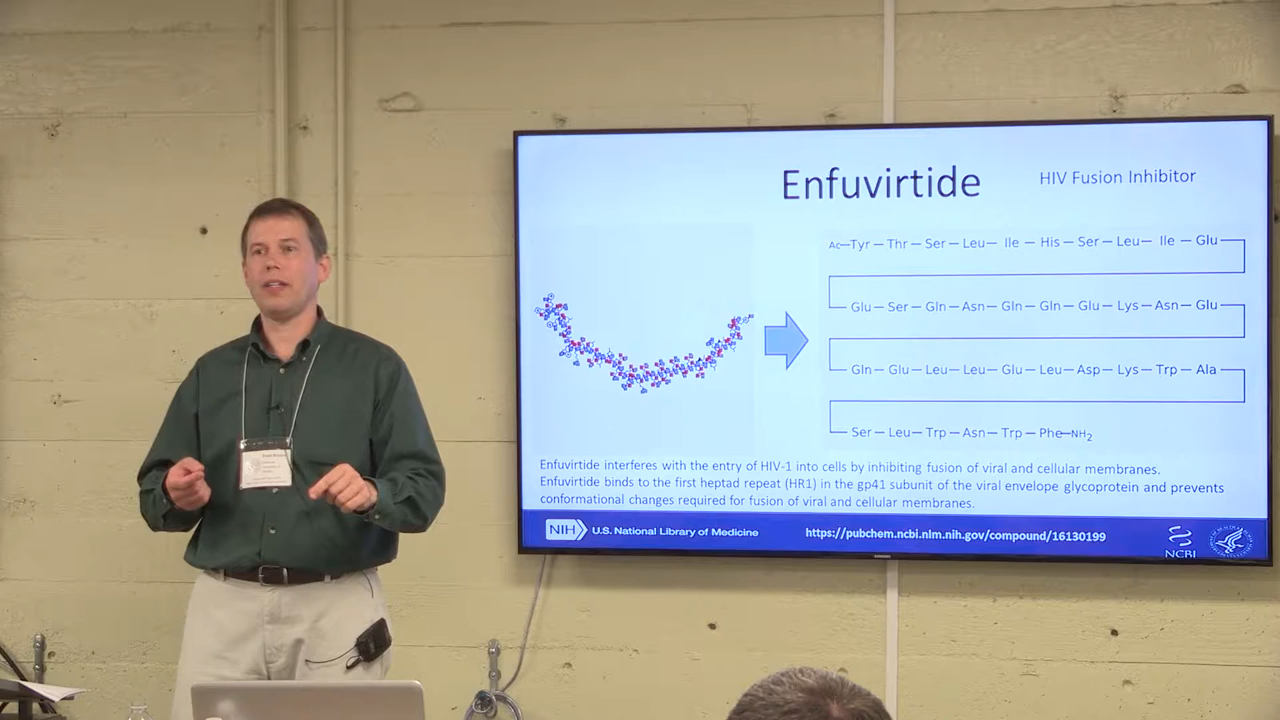 Enfuvirtide
HIV Fusion Inhibitor
Ac—Tyr—Thr—Ser—Leu—Ile—His—Ser—Leu—Ile—Glu
Glu—Ser—Gln—Asn—Gln—Gln—Glu—Lys—Asn—Glu
Gln—Glu—Leu—Leu—Glu—Leu—Asp—Lys—Trp—Ala
Ser—Leu—Trp—Asn—Trp—Phe—NH2
Enfuvirtide interferes with the entry of HIV-1 into cells by inhibiting fusion of viral and cellular membranes.
Enfuvirtide binds to the first heptad repeat (HR1) in the gp41 subunit of the viral envelope glycoprotein and prevents
conformational changes required for fusion of viral and cellular membranes.
NIH U.S. National Library of Medicine
https://pubchem.ncbi.nlm.nih.gov/compound/16130199
NCBI